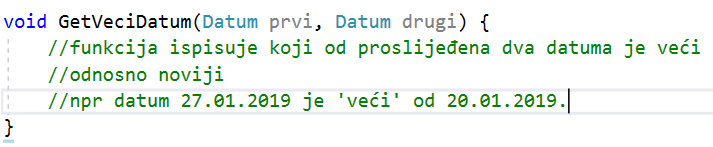 void GetVeciDatum(Datum prvi, Datum drugi) {
//funkcija ispisuje koji od proslijeđena dva datuma je veći
//odnosno noviji
//npr datum 27.01.2019 je 'veći' od 20.01.2019.
}